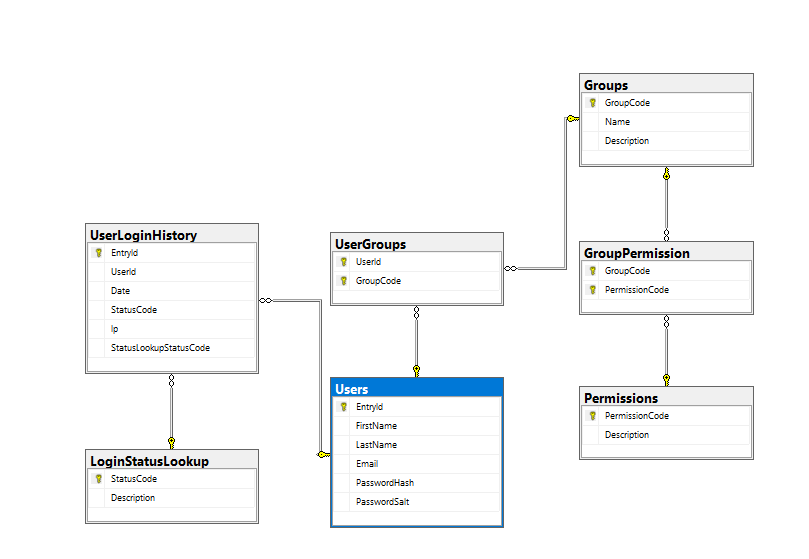 Groups
GroupCode
Name
Description
UserLoginHistory
EntryId
UserId
Date
StatusCode
Ip
StatusLookupStatusCode
UserGroups
UserId
GroupCode
GroupPermission
GroupCode
PermissionCode
Users
EntryId
FirstName
LastName
Email
PasswordHash
PasswordSalt
Permissions
PermissionCode
Description
LoginStatusLookup
StatusCode
Description